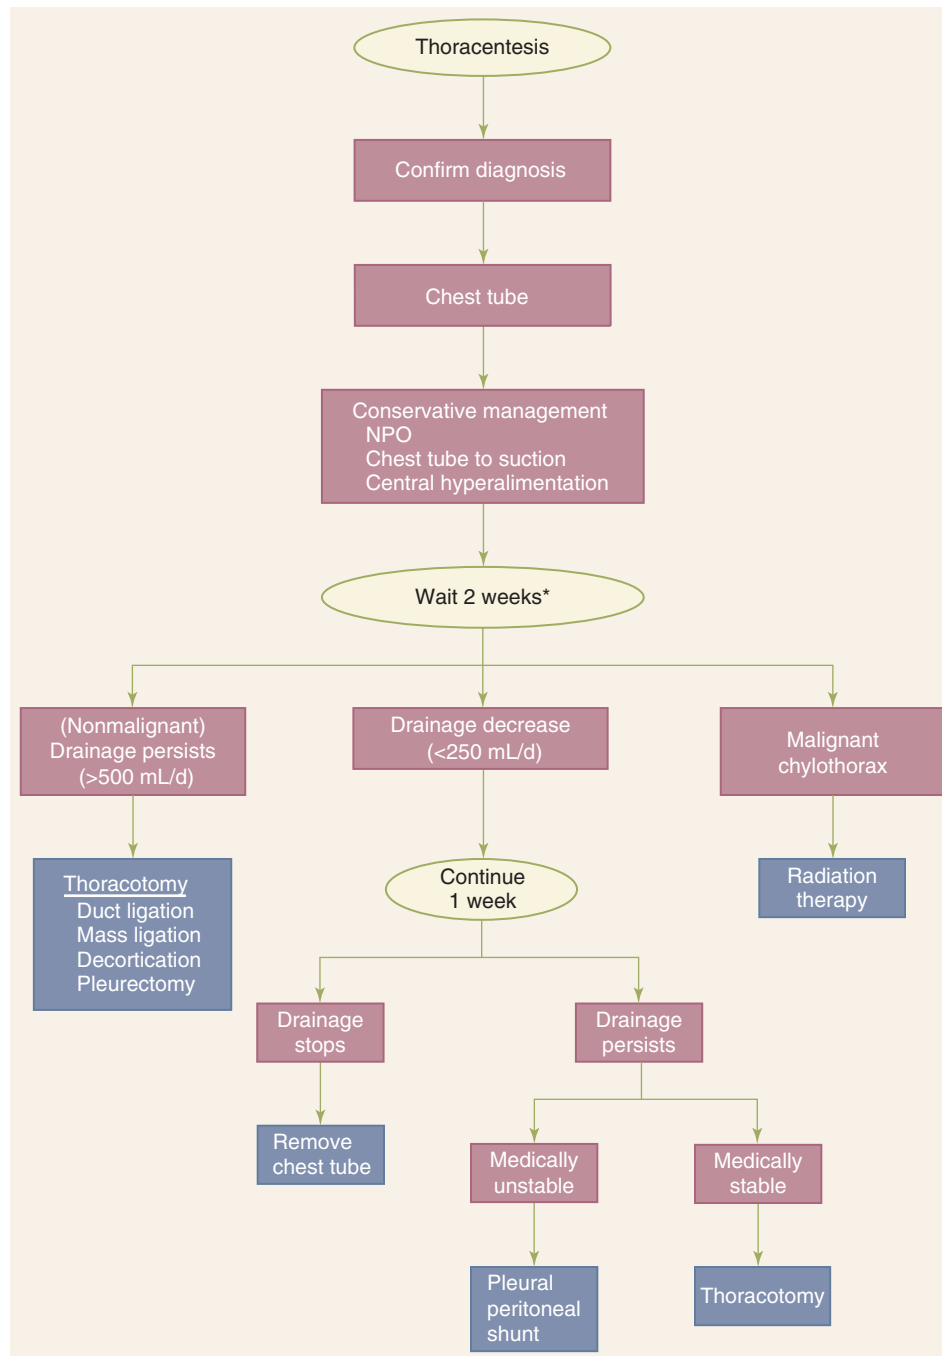 Thoracentesis
Confirm diagnosis
Chest tube
Conservative management
NPO
Chest tube to suction
Central hyperalimentation
Wait 2 weeks*
(Nonmalignant)
Drainage persists
(>500 mL/d)
Drainage decrease
(<250 mL/d)
Malignant
chylothorax
Thoracotomy
Duct ligation
Mass ligation
Decortication
Pleurectomy
Continue
1 week
Radiation
therapy
Drainage
stops
Drainage
persists
Remove
chest tube
Medically
unstable
Medically
stable
Pleural
peritoneal
shunt
Thoracotomy